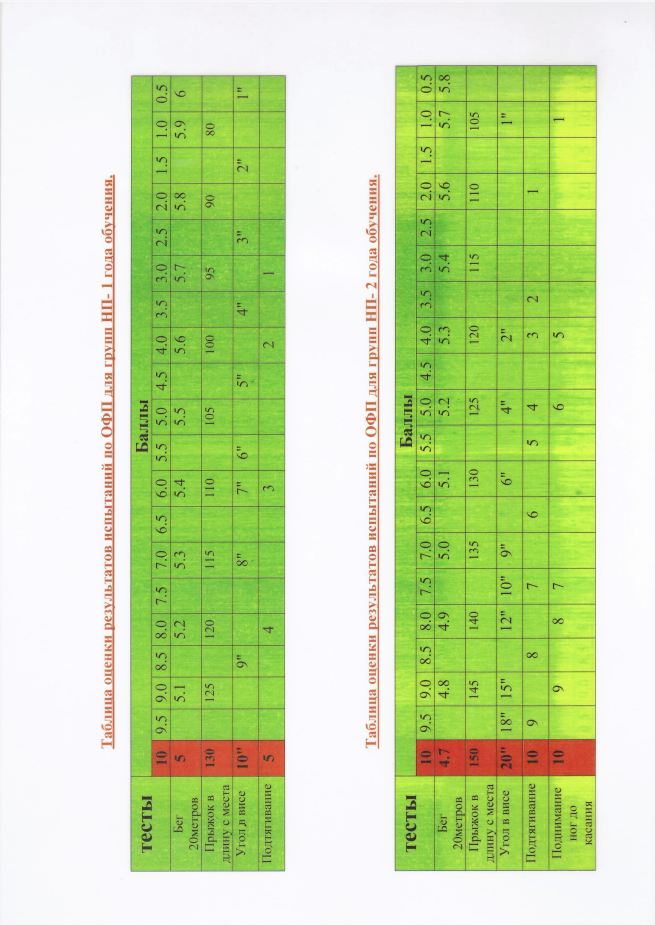 Таблица оценки результатов испытаний по ОФП для групп НП- 1 года обучения.
тесты Баллы
10 9.5 9.0 8.5 8.0 7.5 7.0 6.5 6.0 5.5 5.0 4.5 4.0 3.5 3.0 2.5 2.0 1.5 1.0 0.5
Бег 20метров 5 5.1 5.2 5.3 5.4 5.5 5.6 5.7 5.8 5.9 6
Прыжок в длину с места 130 125 120 115 110 105 100 95 90 80
Угол в висе 10" 9" 8" 7" 6" 5" 4" 3" 2" 1"
Подтягивание 5 4 3 2 1
Таблица оценки результатов испытаний по ОФП для групп НП- 2 года обучения.
тесты Баллы
10 9.5 9.0 8.5 8.0 7.5 7.0 6.5 6.0 5.5 5.0 4.5 4.0 3.5 3.0 2.5 2.0 1.5 1.0 0.5
Бег 20метров 4.7 4.8 4.9 5.0 5.1 5.2 5.3 5.4 5.6 5.7 5.8
Прыжок в длину с места 150 145 140 135 130 125 120 115 110 105
Угол в висе 20" 18" 15" 12" 10" 9" 6" 4" 2" 1"
Подтягивание 10 9 8 7 6 5 4 3 2 1
Поднимание ног до касания 10 9 8 7 6 5 1